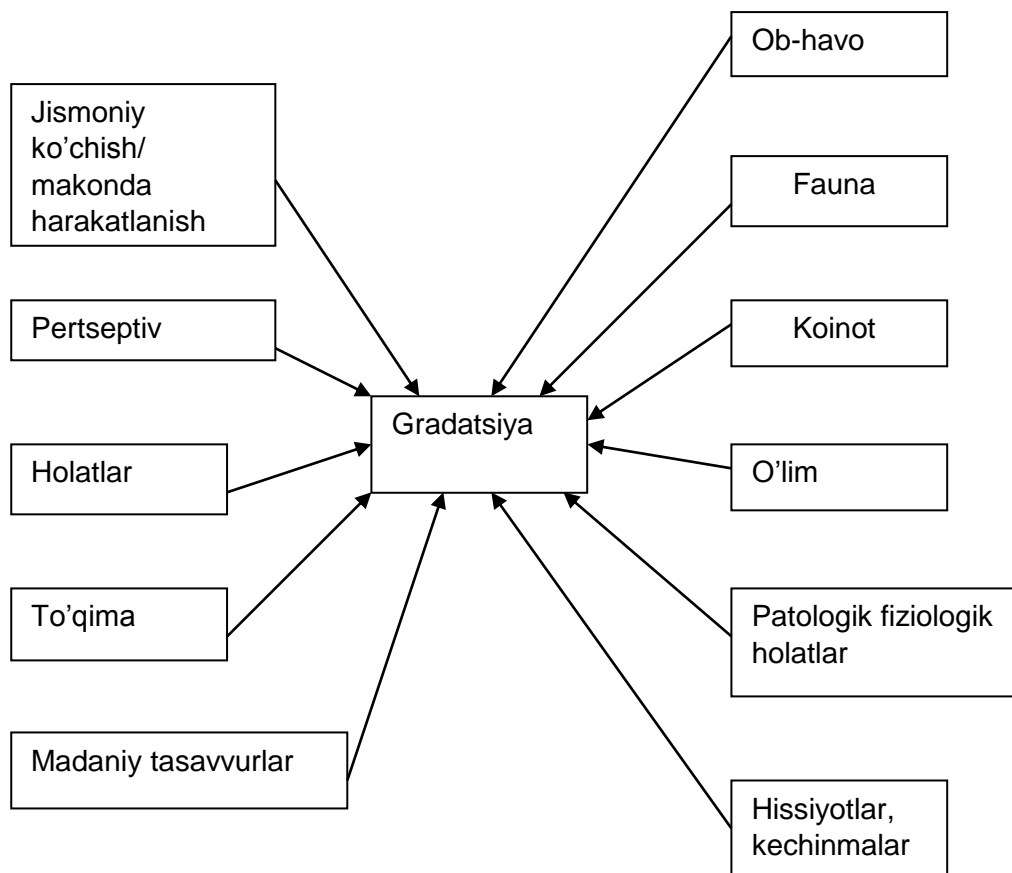 Ob-havo
Jismoniy
ko’chish/
makonda
harakatlanish
Fauna
Pertseptiv
Koinot
Gradatsiya
Holatlar
O’lim
To’qima
Patologik fiziologik
holatlar
Madaniy tasavvurlar
Hissiyotlar,
kechinmalar